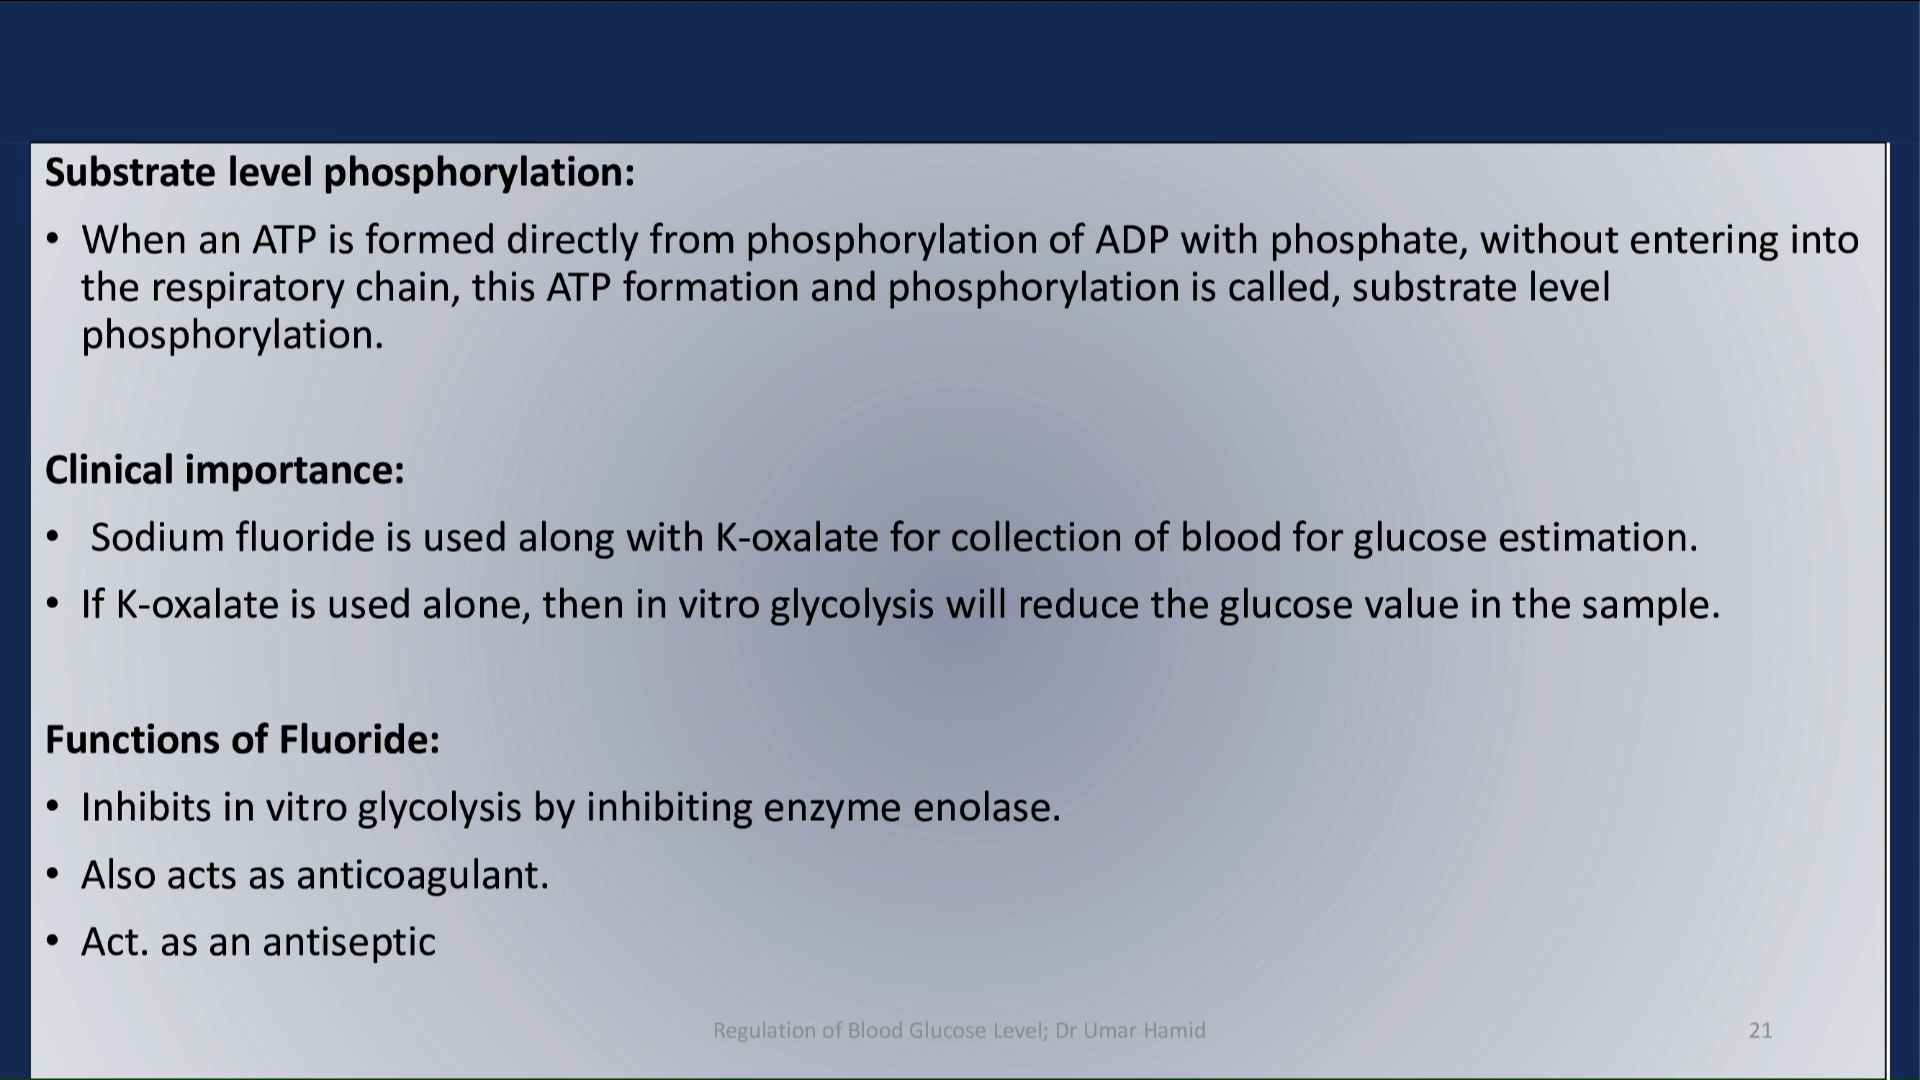 Substrate level phosphorylation:
• When an ATP is formed directly from phosphorylation of ADP with phosphate, without entering into
the respiratory chain, this ATP formation and phosphorylation is called, substrate level
phosphorylation.
Clinical importance:
• Sodium fluoride is used along with K-oxalate for collection of blood for glucose estimation.
• If K-oxalate is used alone, then in vitro glycolysis will reduce the glucose value in the sample.
Functions of Fluoride:
• Inhibits in vitro glycolysis by inhibiting enzyme enolase.
• Also acts as anticoagulant.
• Act. as an antiseptic
Regulation of Blood Glucose Level; Dr Umar Hamid
21